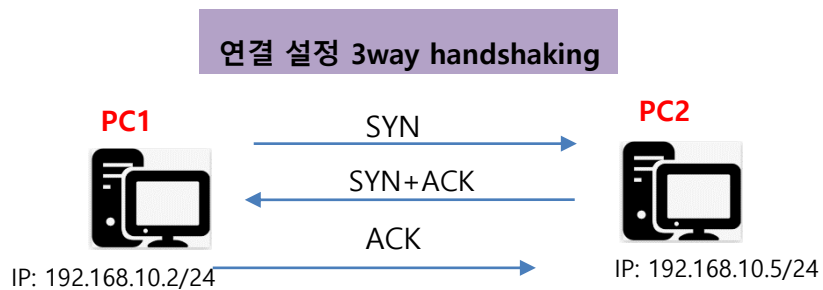 연결 설정 3way handshaking
PC1
PC2
SYN
SYN+ACK
ACK
IP: 192.168.10.2/24
IP: 192.168.10.5/24